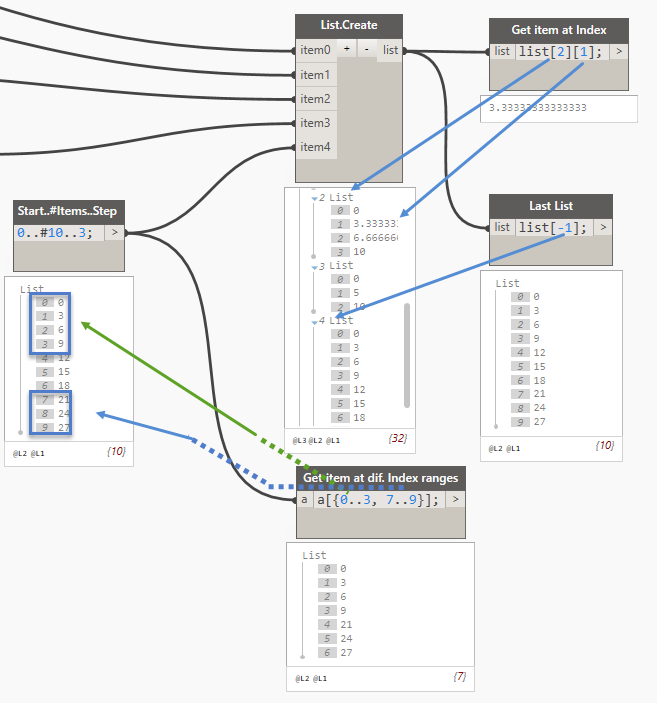 List.Create
item0 + - list
item1
item2
item3
item4
2 List
0 0
1 3.33333
2 6.66666
3 10
3 List
0 0
1 5
2 10
4 List
0 0
1 3
2 6
3 9
4 12
5 15
6 18
@L3 @L2 @L1 {32}
Get item at Index
list list[2][1]; >
3.33333333333333
Start..#Items..Step
0..#10..3; >
List
0 0
1 3
2 6
3 9
4 12
5 15
6 18
7 21
8 24
9 27
@L2 @L1 {10}
Last List
list list[-1]; >
List
0 0
1 3
2 6
3 9
4 12
5 15
6 18
7 21
8 24
9 27
@L2 @L1 {10}
Get item at dif. Index ranges
a a[{0..3, 7..9}]; >
List
0 0
1 3
2 6
3 9
4 21
5 24
6 27
@L2 @L1 {7}